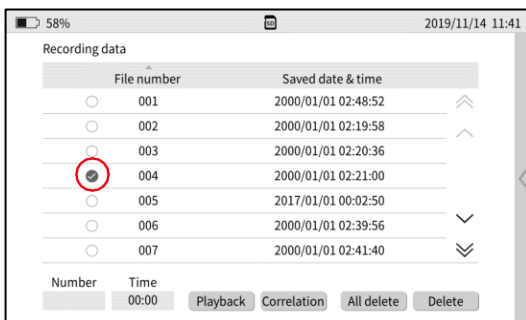 58% SD 2019/11/14 11:41
Recording data
File number Saved date & time
001 2000/01/01 02:48:52
002 2000/01/01 02:19:58
003 2000/01/01 02:20:36
004 2000/01/01 02:21:00
005 2017/01/01 00:02:50
006 2000/01/01 02:39:56
007 2000/01/01 02:41:40
Number Time
00:00 Playback Correlation All delete Delete